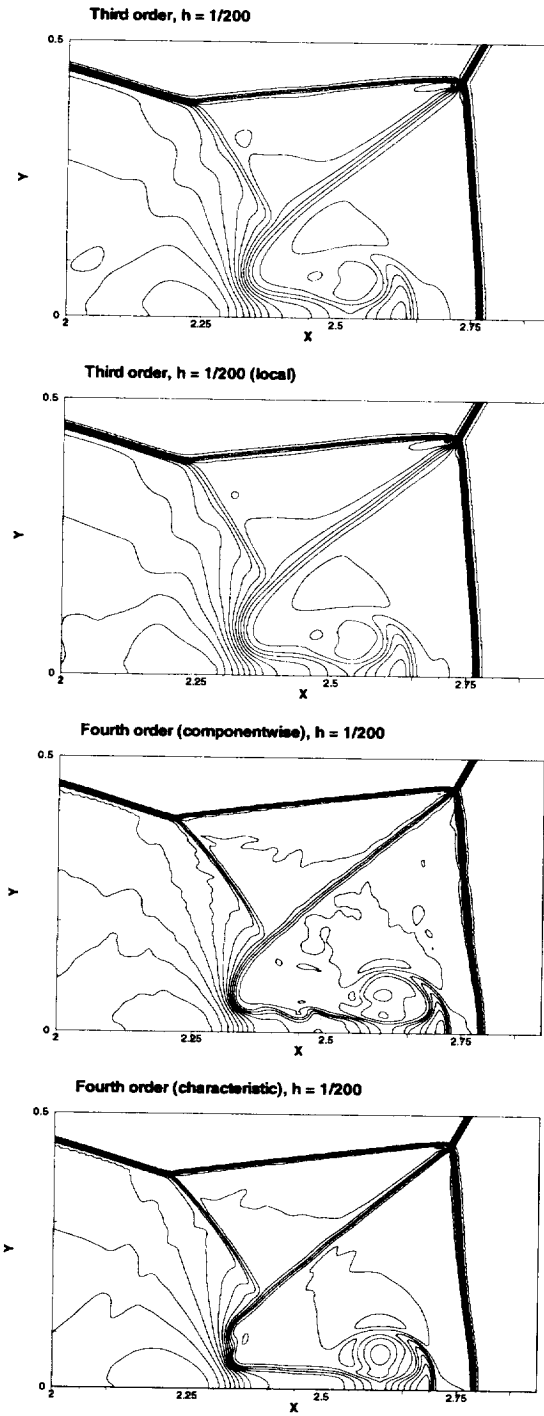 Third order, h = 1/200
0.5
Y
0
2
2.25
2.5
2.75
X
Third order, h = 1/200 (local)
0.5
Y
0
2
2.25
2.5
2.75
X
Fourth order (componentwise), h = 1/200
0.5
Y
0
2
2.25
2.5
2.75
X
Fourth order (characteristic), h = 1/200
0.5
Y
0
2
2.25
2.5
2.75
X